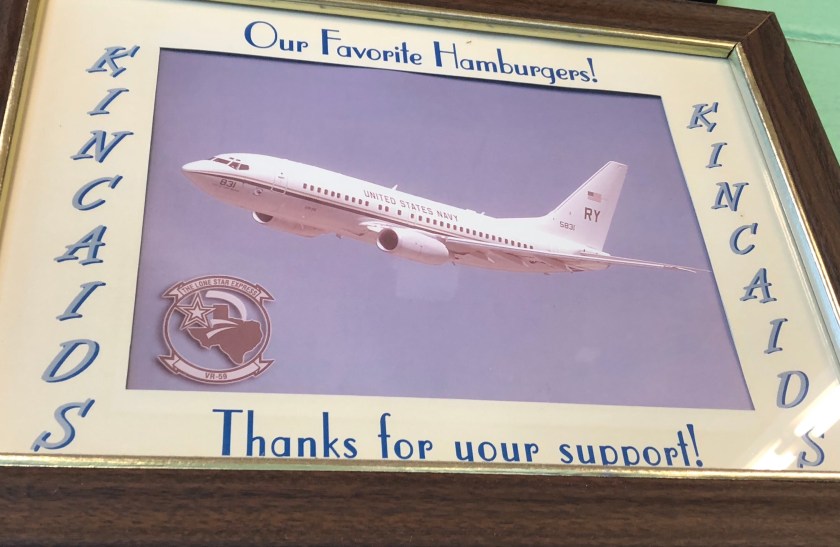 Our Favorite Hamburgers!
KINCAIDS
KINCAIDS
831
UNITED STATES NAVY
RY
5831
THE LONE STAR EXPRESS
VR-59
Thanks for your support!